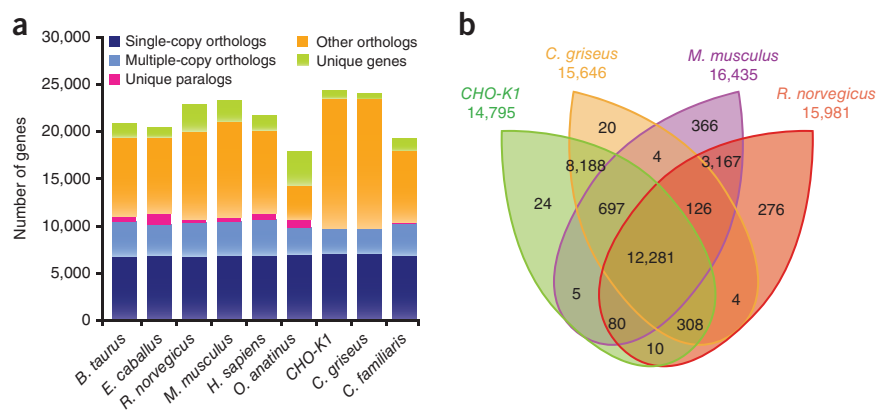 a
30,000
25,000
20,000
15,000
10,000
5,000
0
Number of genes
Single-copy orthologs
Multiple-copy orthologs
Unique paralogs
Other orthologs
Unique genes
B. taurus
E. caballus
R. norvegicus
M. musculus
H. sapiens
O. anatinus
CHO-K1
C. griseus
C. familiaris
b
CHO-K1
14,795
C. griseus
15,646
M. musculus
16,435
R. norvegicus
15,981
20
366
8,188
4
3,167
24
697
126
276
12,281
5
4
80
308
10